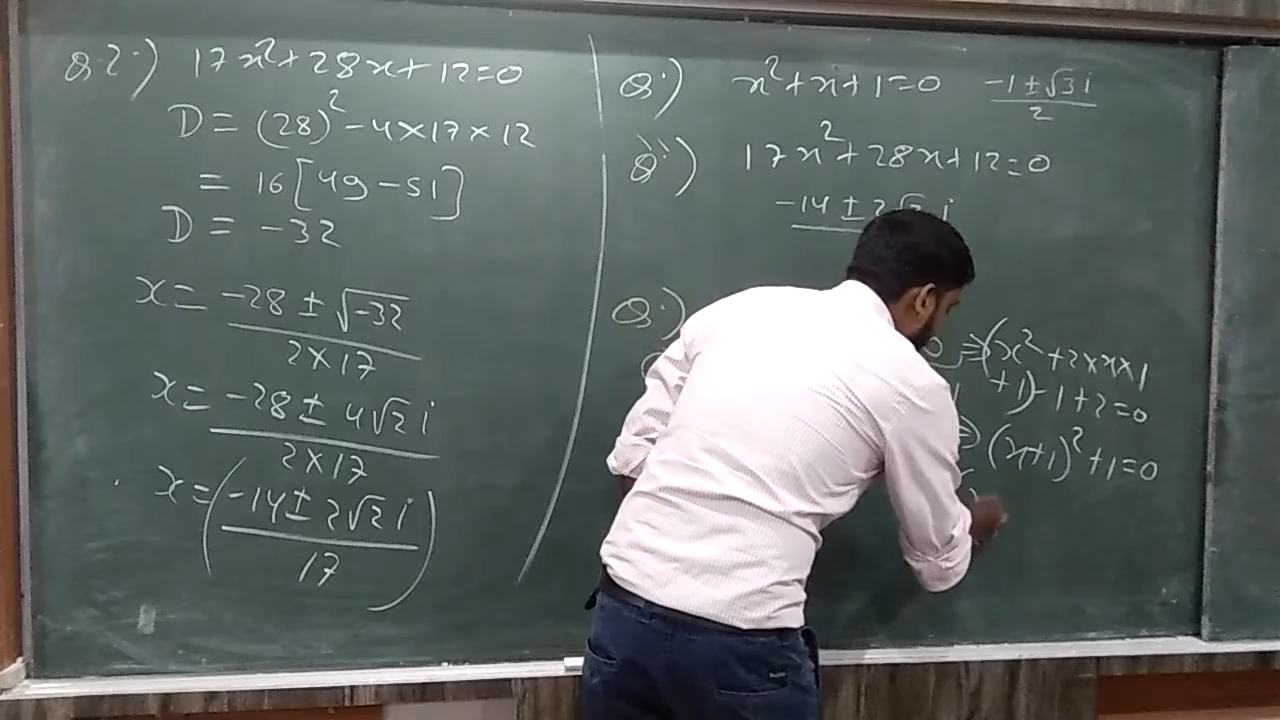 Q.2.) 17x²+28x+12=0
D = (28)² - 4×17×12
= 16[49-51]
D = -32
x = (-28 ± √-32) / (2×17)
x = (-28 ± 4√2 i) / (2×17)
x = ((-14 ± 2√2 i) / 17)
Q.) x²+x+1=0 (-1 ± √3 i) / 2
Q.) 17x²+28x+12=0
-14 ± 2 i
Q.)
(x²+2×x×1
+1)-1+2=0
(x+1)²+1=0